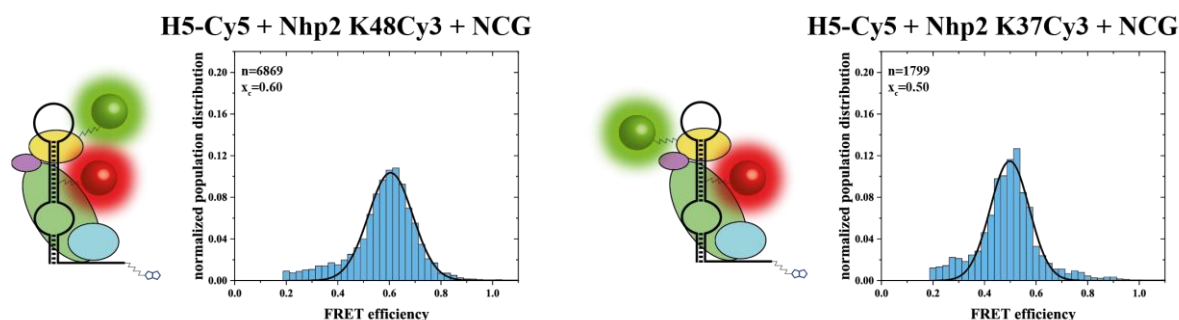 H5-Cy5 + Nhp2 K48Cy3 + NCG
n=6869
x_c=0.60
normalized population distribution
0.20
0.16
0.12
0.08
0.04
0.00
0.0 0.2 0.4 0.6 0.8 1.0
FRET efficiency
H5-Cy5 + Nhp2 K37Cy3 + NCG
n=1799
x_c=0.50
normalized population distribution
0.20
0.16
0.12
0.08
0.04
0.00
0.0 0.2 0.4 0.6 0.8 1.0
FRET efficiency